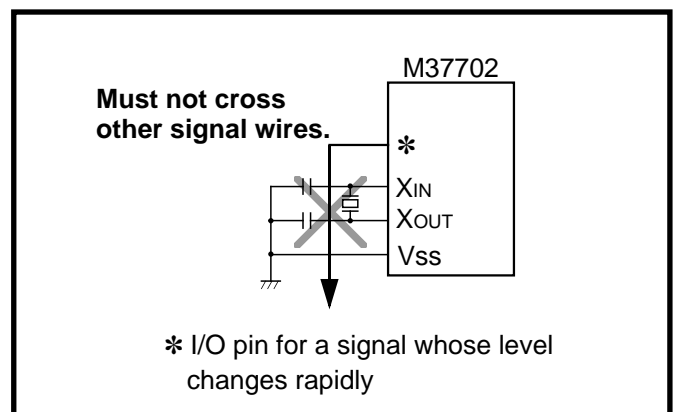 M37702
Must not cross
other signal wires.
✽
XIN
XOUT
Vss
✽ I/O pin for a signal whose level
changes rapidly